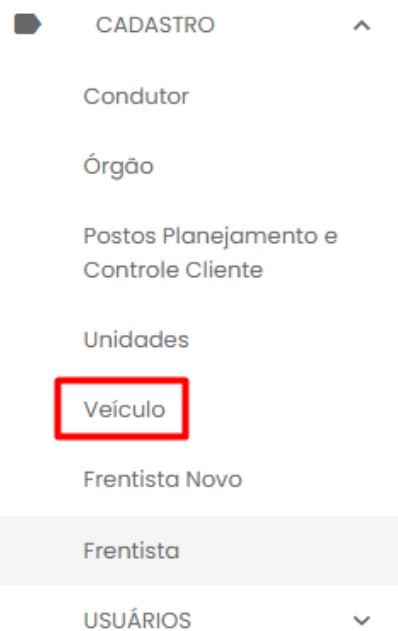 CADASTRO
Condutor
Órgão
Postos Planejamento e
Controle Cliente
Unidades
Veículo
Frentista Novo
Frentista
USUÁRIOS